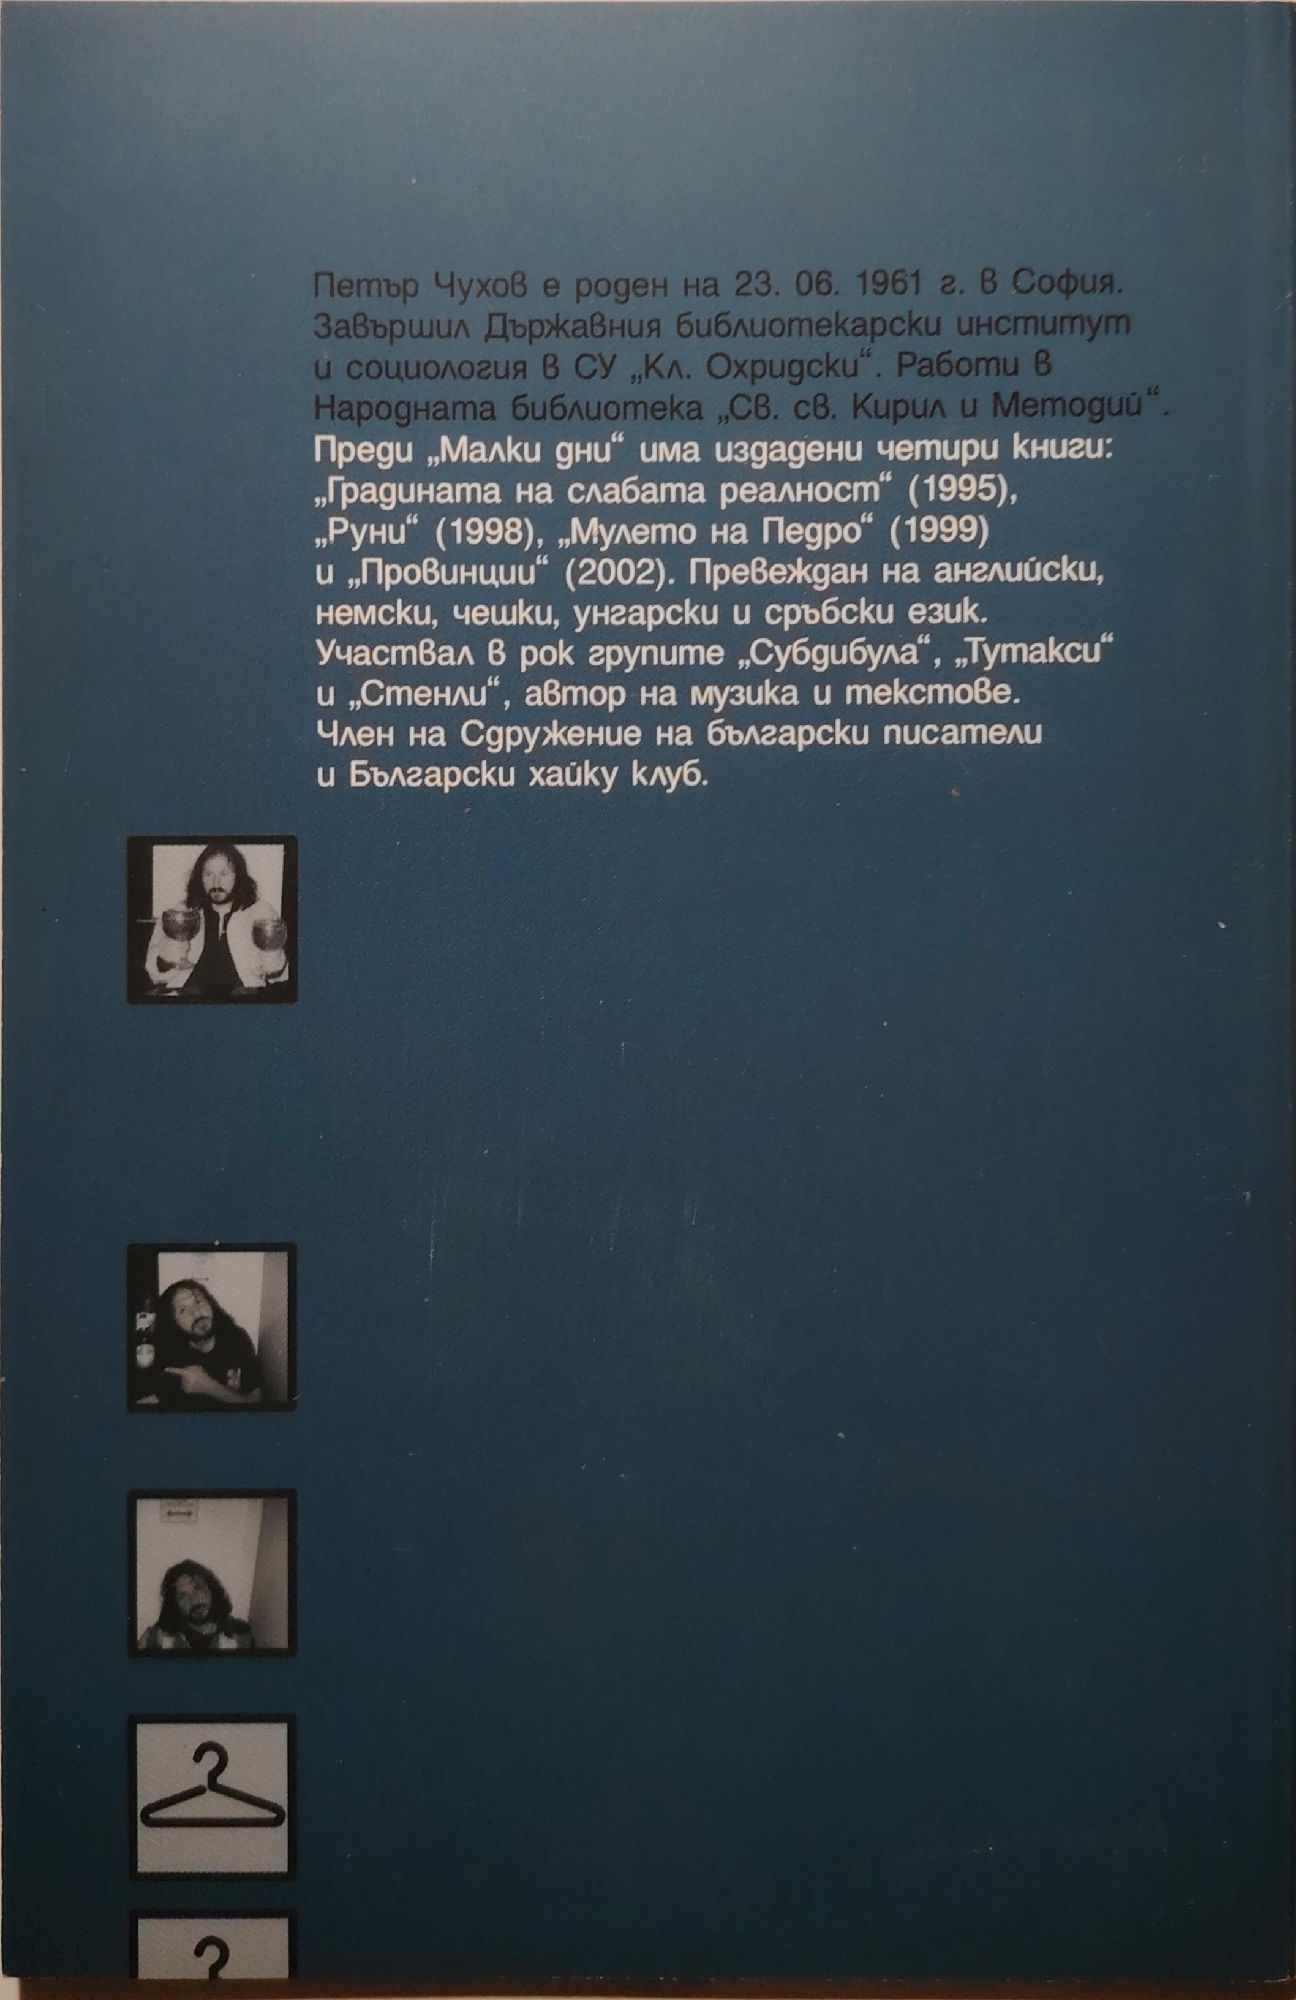 Петър Чухов е роден на 23. 06. 1961 г. в София.
Завършил Държавния библиотекарски институт
и социология в СУ „Кл. Охридски“. Работи в
Народната библиотека „Св. св. Кирил и Методий“.
Преди „Малки дни“ има издадени четири книги:
„Градината на слабата реалност“ (1995),
„Руни“ (1998), „Мулето на Педро“ (1999)
и „Провинции“ (2002). Превеждан на английски,
немски, чешки, унгарски и сръбски език.
Участвал в рок групите „Субдибула“, „Тутакси“
и „Стенли“, автор на музика и текстове.
Член на Сдружение на български писатели
и Български хайку клуб.